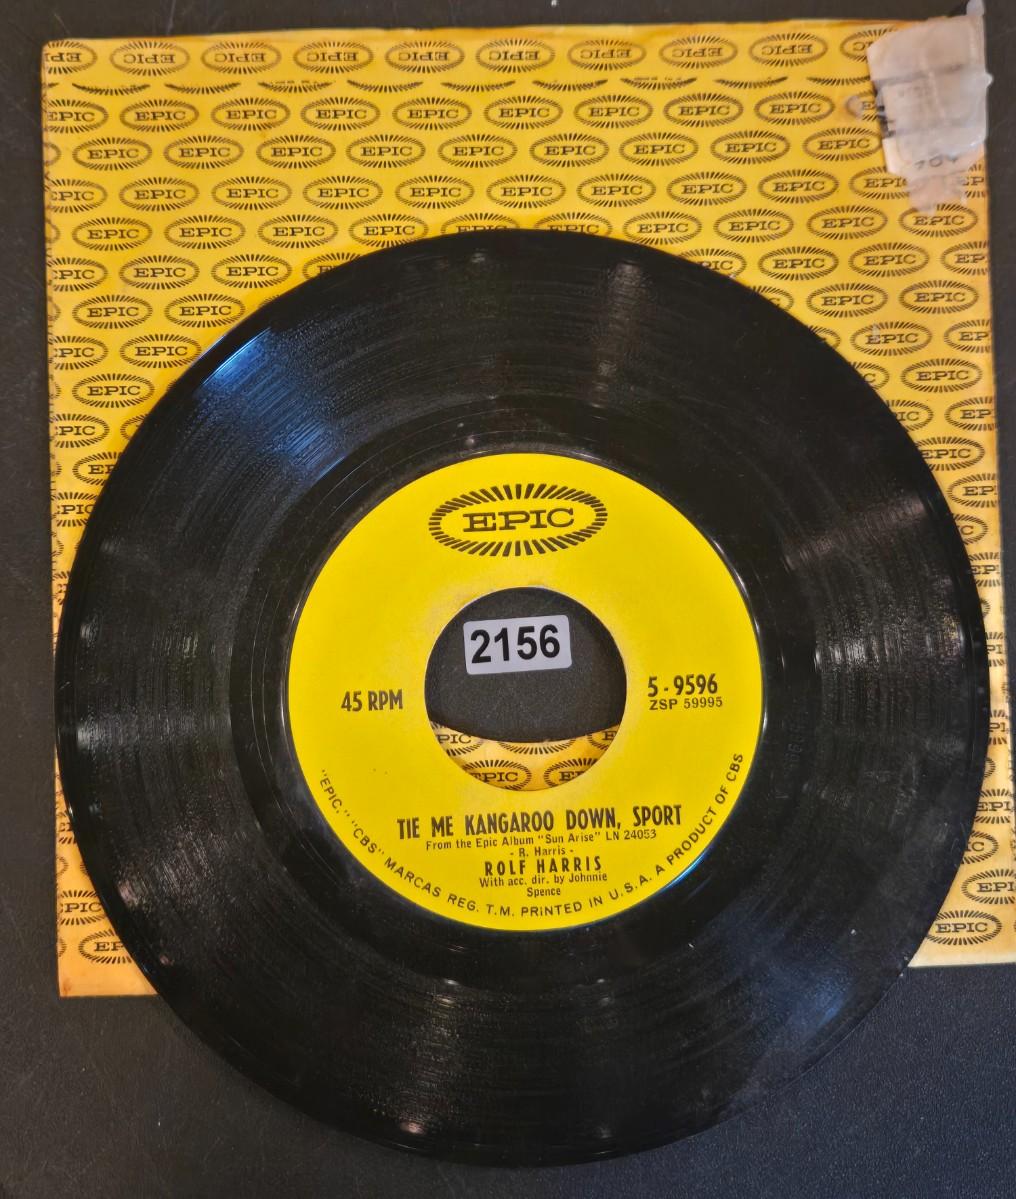 EPIC
2156
45 RPM
5-9596
ZSP 59995
TIE ME KANGAROO DOWN, SPORT
From the Epic Album "Sun Arise" LN 24053
- R. Harris -
ROLF HARRIS
With acc. dir. by Johnnie
Spence
"EPIC," "CBS" MARCAS REG. T.M. PRINTED IN U.S.A. A PRODUCT OF CBS